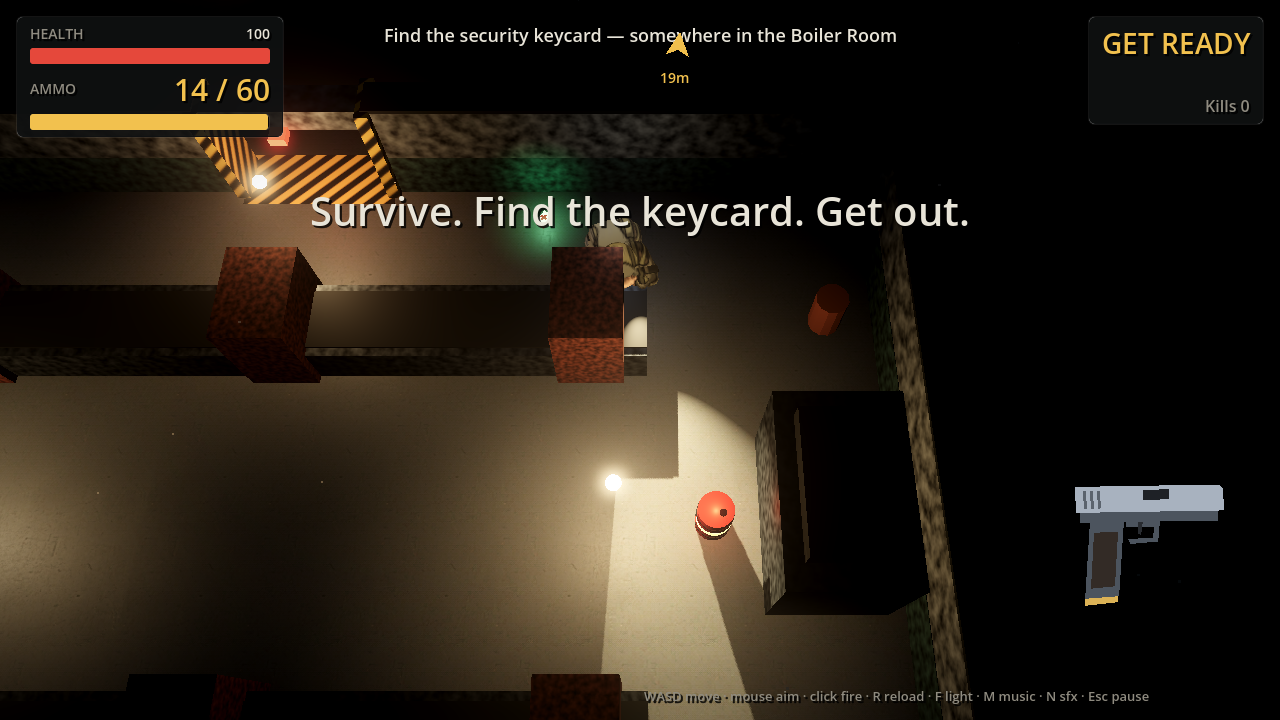 HEALTH 100
AMMO 14 / 60
Find the security keycard — somewhere in the Boiler Room
19m
GET READY
Kills 0
Survive. Find the keycard. Get out.
WASD move · mouse aim · click fire · R reload · F light · M music · N sfx · Esc pause